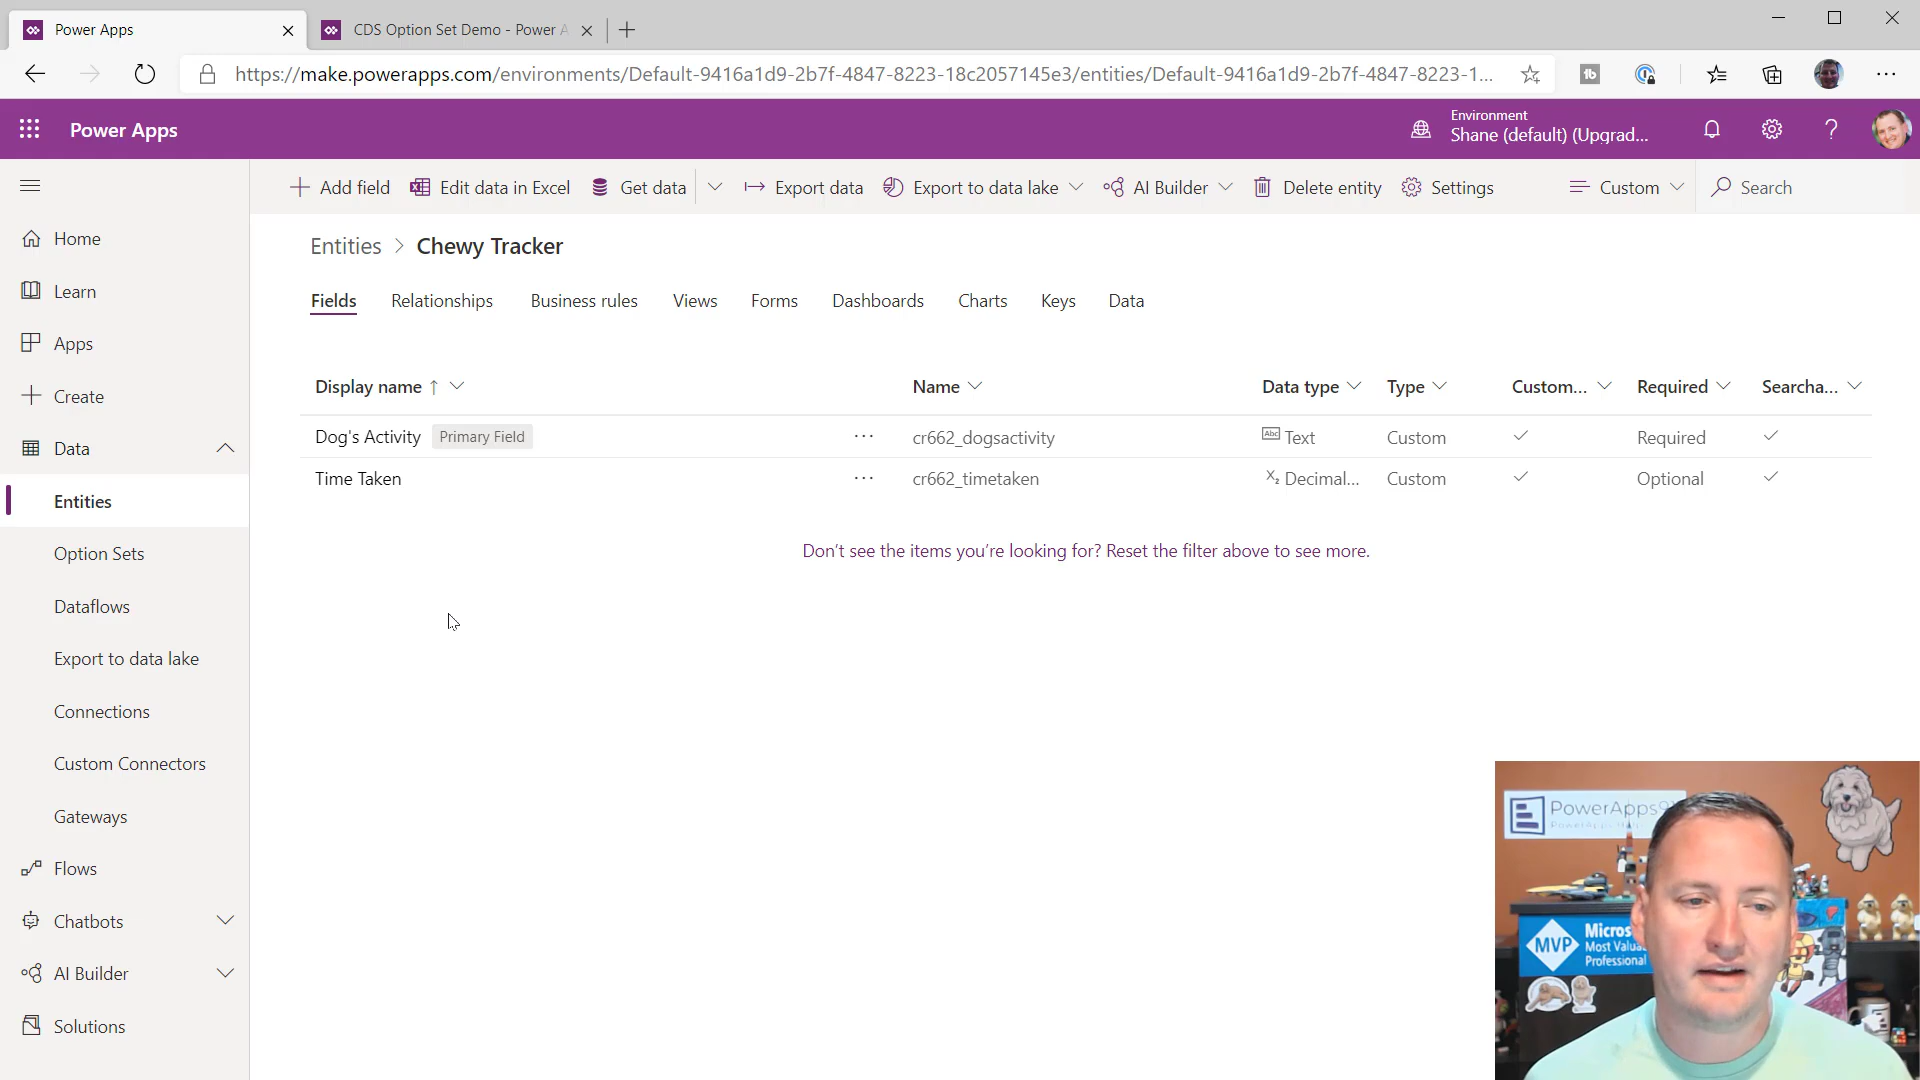 Power Apps
CDS Option Set Demo - Power A
https://make.powerapps.com/environments/Default-9416a1d9-2b7f-4847-8223-18c2057145e3/entities/Default-9416a1d9-2b7f-4847-8223-1...
Power Apps
Environment
Shane (default) (Upgrad...
Add field
Edit data in Excel
Get data
Export data
Export to data lake
AI Builder
Delete entity
Settings
Custom
Search
Home
Learn
Apps
Create
Data
Entities
Option Sets
Dataflows
Export to data lake
Connections
Custom Connectors
Gateways
Flows
Chatbots
AI Builder
Solutions
Entities > Chewy Tracker
Fields Relationships Business rules Views Forms Dashboards Charts Keys Data
Display name ↑ Name Data type Type Custom... Required Searcha...
Dog's Activity Primary Field ... cr662_dogsactivity Abc Text Custom Required
Time Taken ... cr662_timetaken X₂ Decimal... Custom Optional
Don't see the items you're looking for? Reset the filter above to see more.
PowerApps9
MVP
Micros
Most Valua
Professional